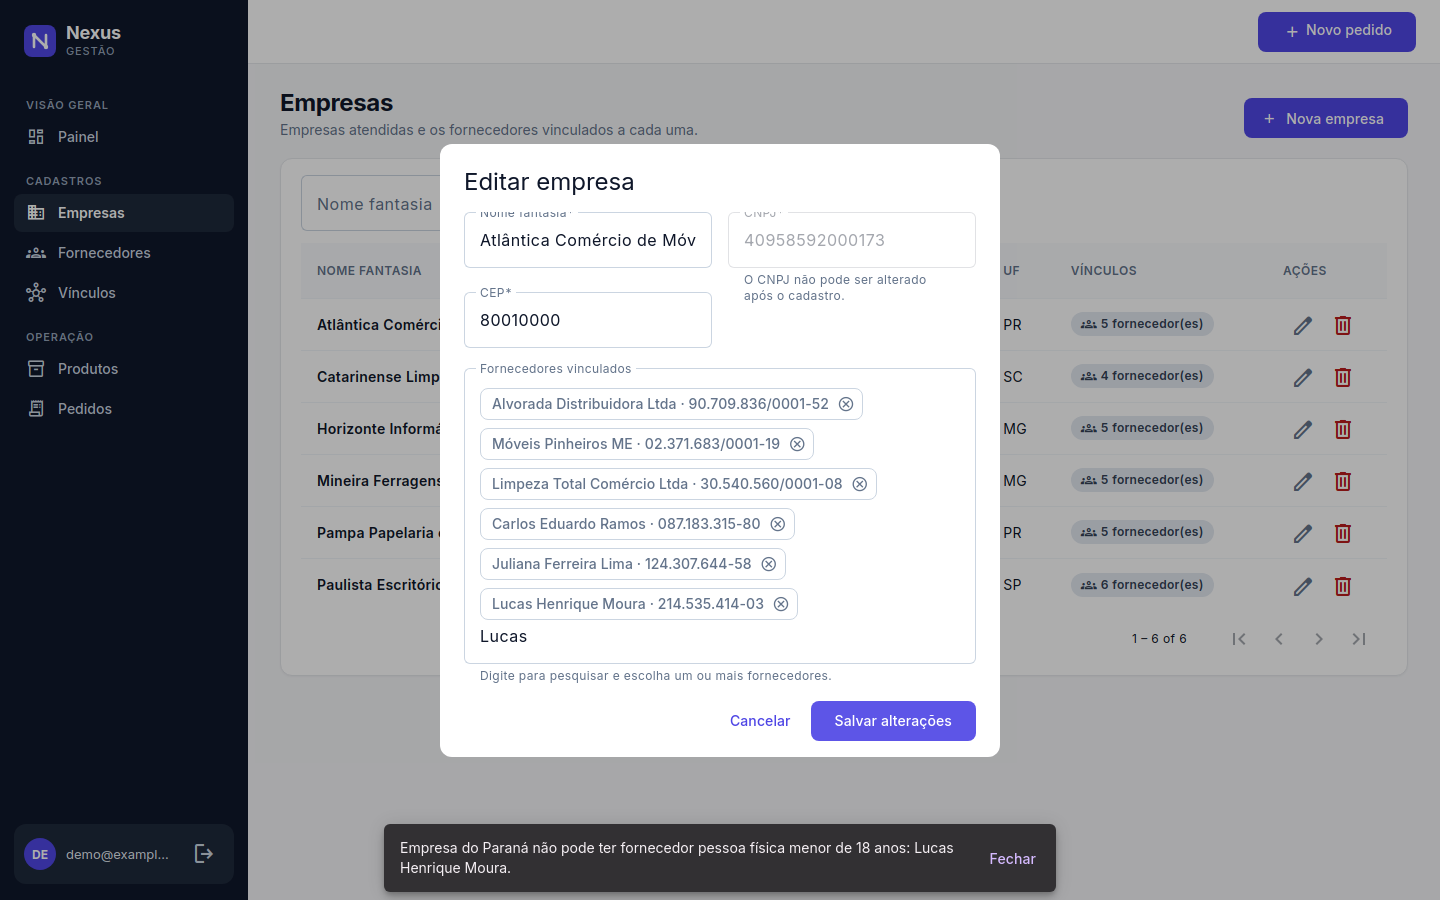 Nexus
GESTÃO
VISÃO GERAL
Painel
CADASTROS
Empresas
Fornecedores
Vínculos
OPERAÇÃO
Produtos
Pedidos
DE
demo@exampl...
Novo pedido
Empresas
Empresas atendidas e os fornecedores vinculados a cada uma.
Nova empresa
Nome fantasia
NOME FANTASIA
UF
VÍNCULOS
AÇÕES
Atlântica Comérci
PR
5 fornecedor(es)
Catarinense Limp
SC
4 fornecedor(es)
Horizonte Informá
MG
5 fornecedor(es)
Mineira Ferragens
MG
5 fornecedor(es)
Pampa Papelaria
PR
5 fornecedor(es)
Paulista Escritóric
SP
6 fornecedor(es)
1 – 6 of 6
Editar empresa
Nome fantasia*
Atlântica Comércio de Móv
CNPJ*
40958592000173
O CNPJ não pode ser alterado
após o cadastro.
CEP*
80010000
Fornecedores vinculados
Alvorada Distribuidora Ltda · 90.709.836/0001-52
Móveis Pinheiros ME · 02.371.683/0001-19
Limpeza Total Comércio Ltda · 30.540.560/0001-08
Carlos Eduardo Ramos · 087.183.315-80
Juliana Ferreira Lima · 124.307.644-58
Lucas Henrique Moura · 214.535.414-03
Lucas
Digite para pesquisar e escolha um ou mais fornecedores.
Cancelar
Salvar alterações
Empresa do Paraná não pode ter fornecedor pessoa física menor de 18 anos: Lucas
Henrique Moura.
Fechar